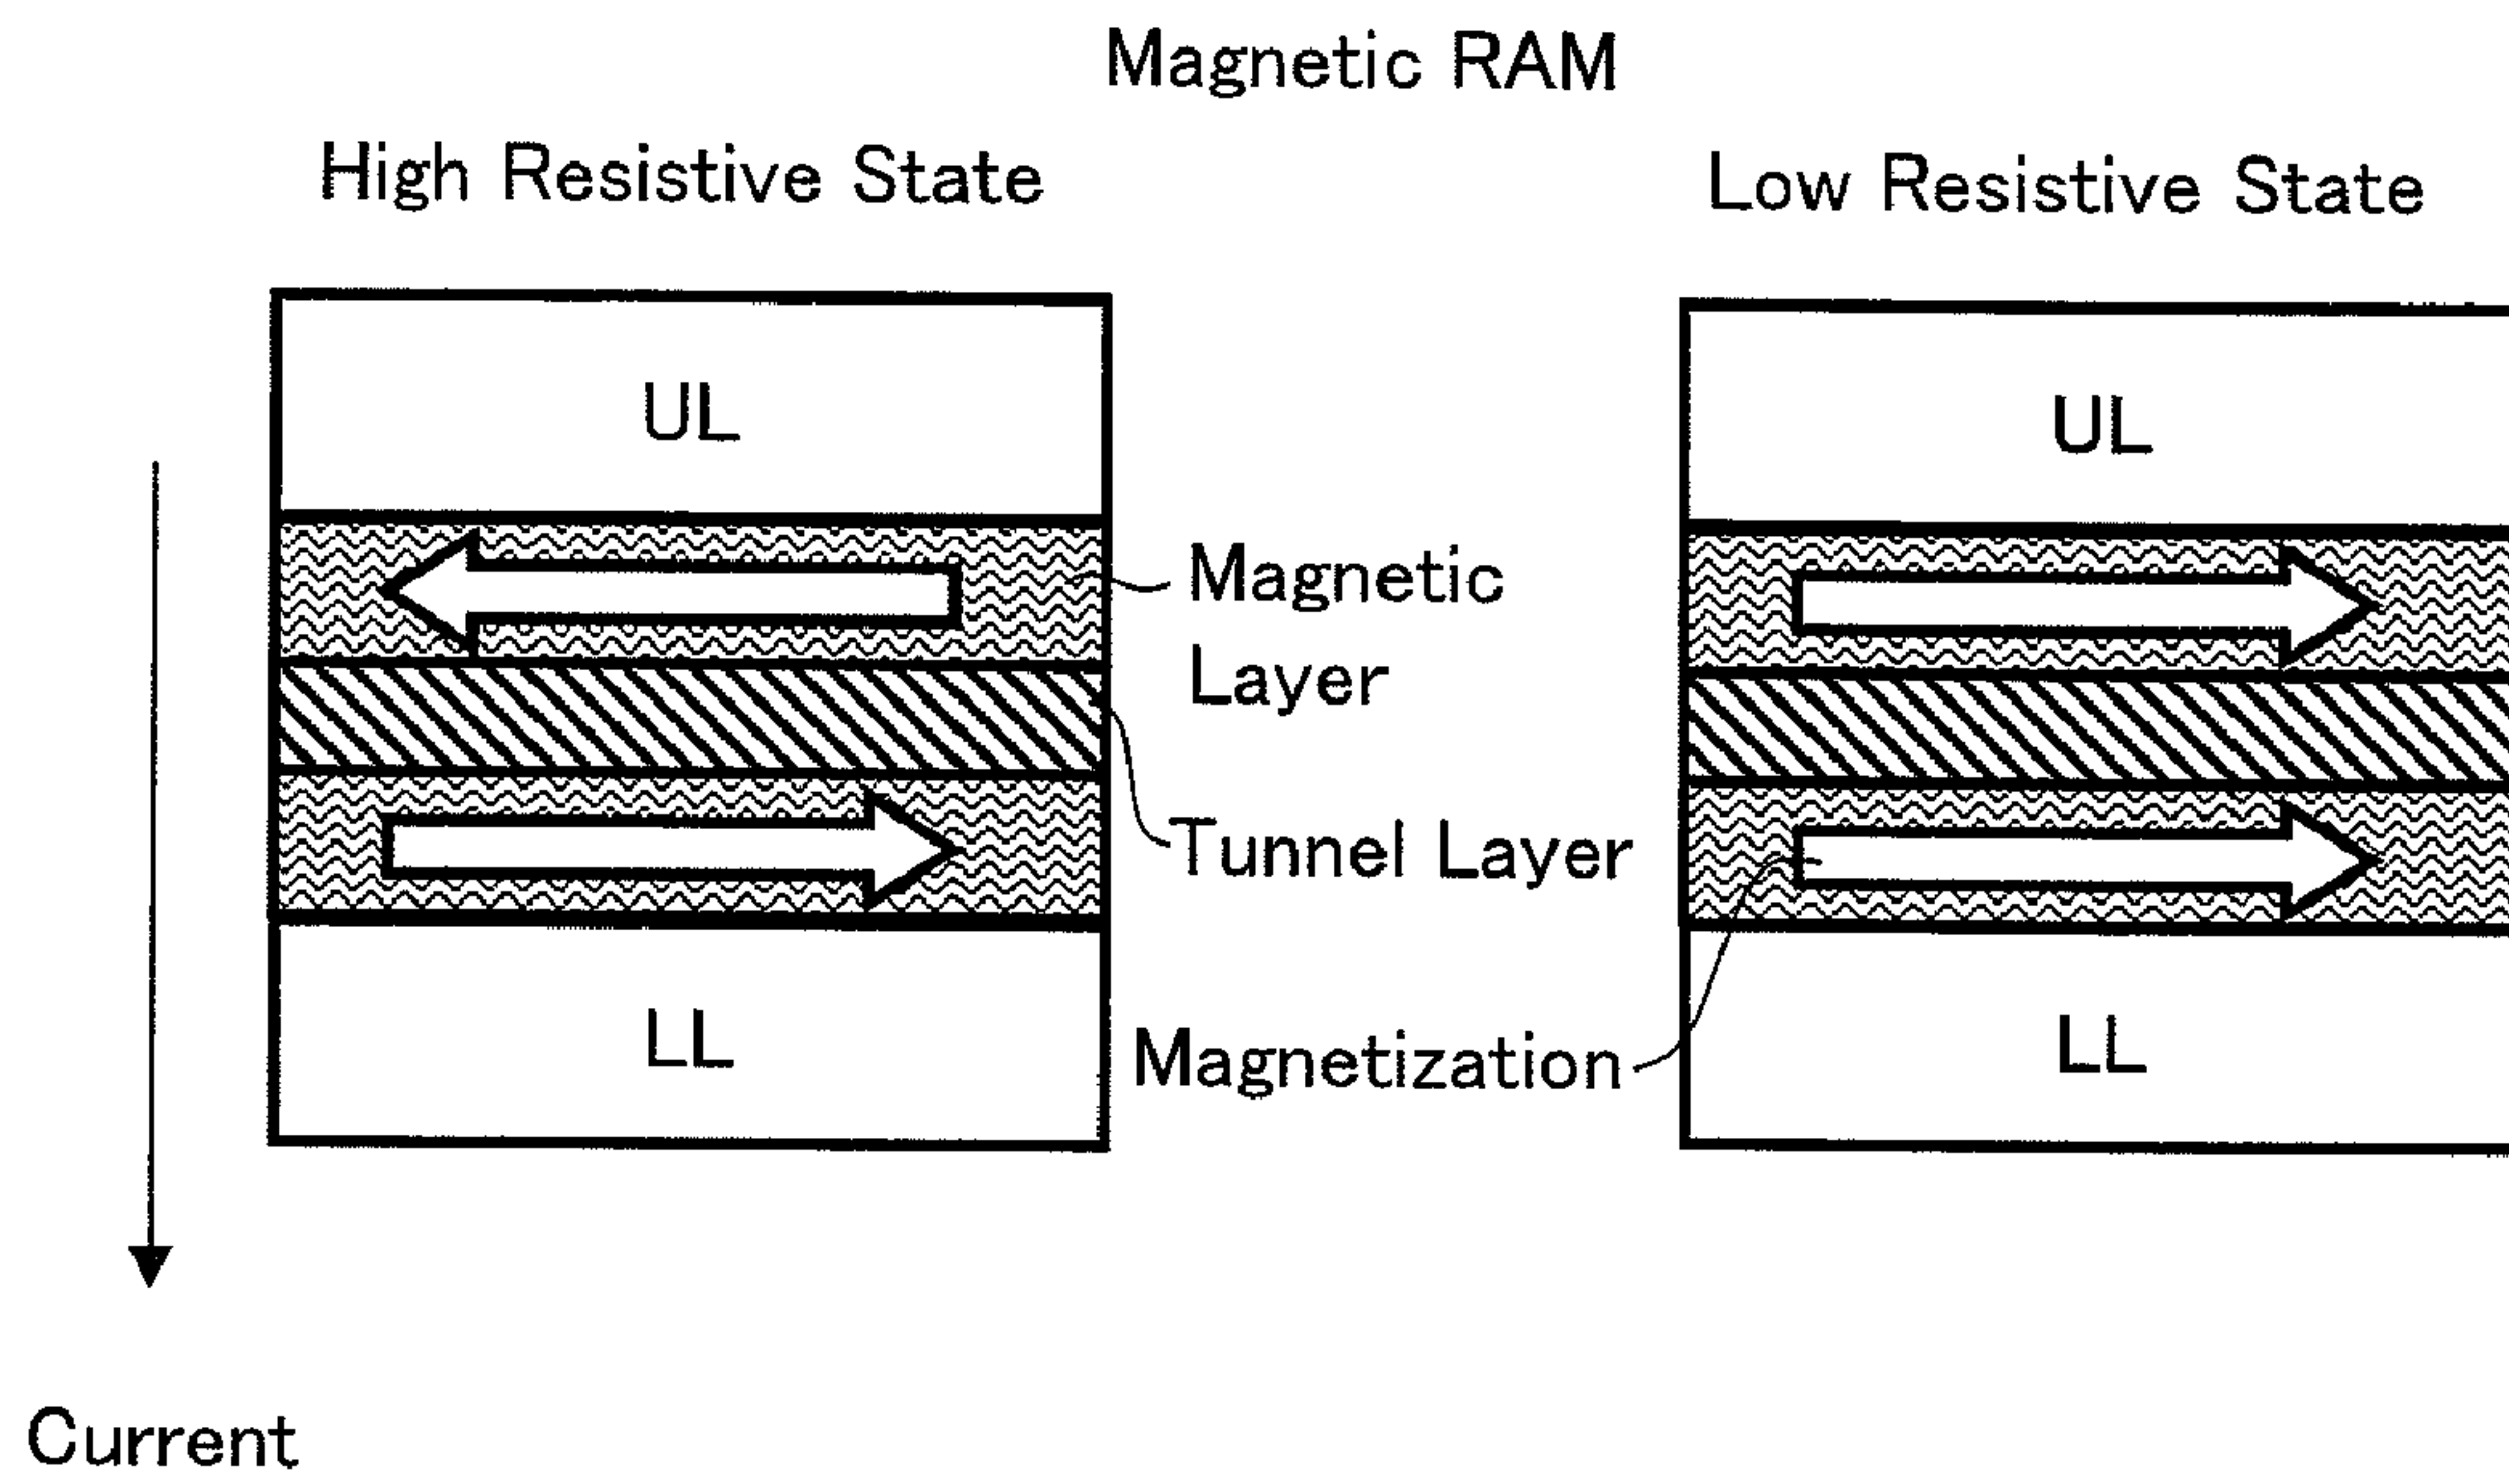 Magnetic RAM
High Resistive State
Low Resistive State
UL
UL
Magnetic
Layer
Tunnel Layer
LL
Magnetization
LL
Current